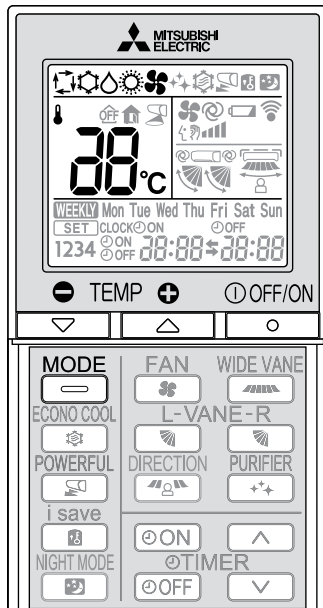 MITSUBISHI
ELECTRIC
OFF
°C
WEEKLY Mon Tue Wed Thu Fri Sat Sun
SET CLOCK ON OFF
1234 ON OFF 88:88 88:88
TEMP OFF/ON
MODE FAN WIDE VANE
ECONO COOL L-VANE-R
POWERFUL DIRECTION PURIFIER
i save
ON
NIGHT MODE TIMER
OFF